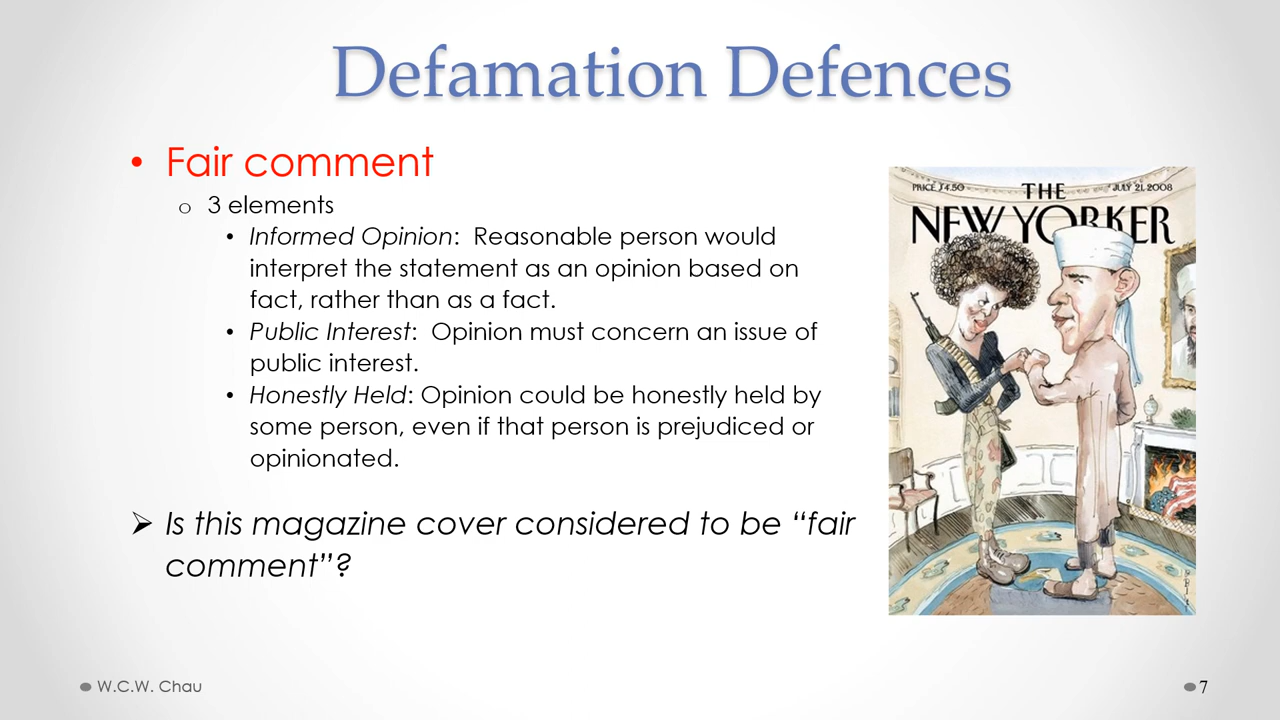 Defamation Defences
• Fair comment
o 3 elements
• Informed Opinion: Reasonable person would
interpret the statement as an opinion based on
fact, rather than as a fact.
• Public Interest: Opinion must concern an issue of
public interest.
• Honestly Held: Opinion could be honestly held by
some person, even if that person is prejudiced or
opinionated.
➢ Is this magazine cover considered to be “fair
comment”?
PRICE $4.50
THE
JULY 21, 2008
NEW YORKER
W.C.W. Chau
7